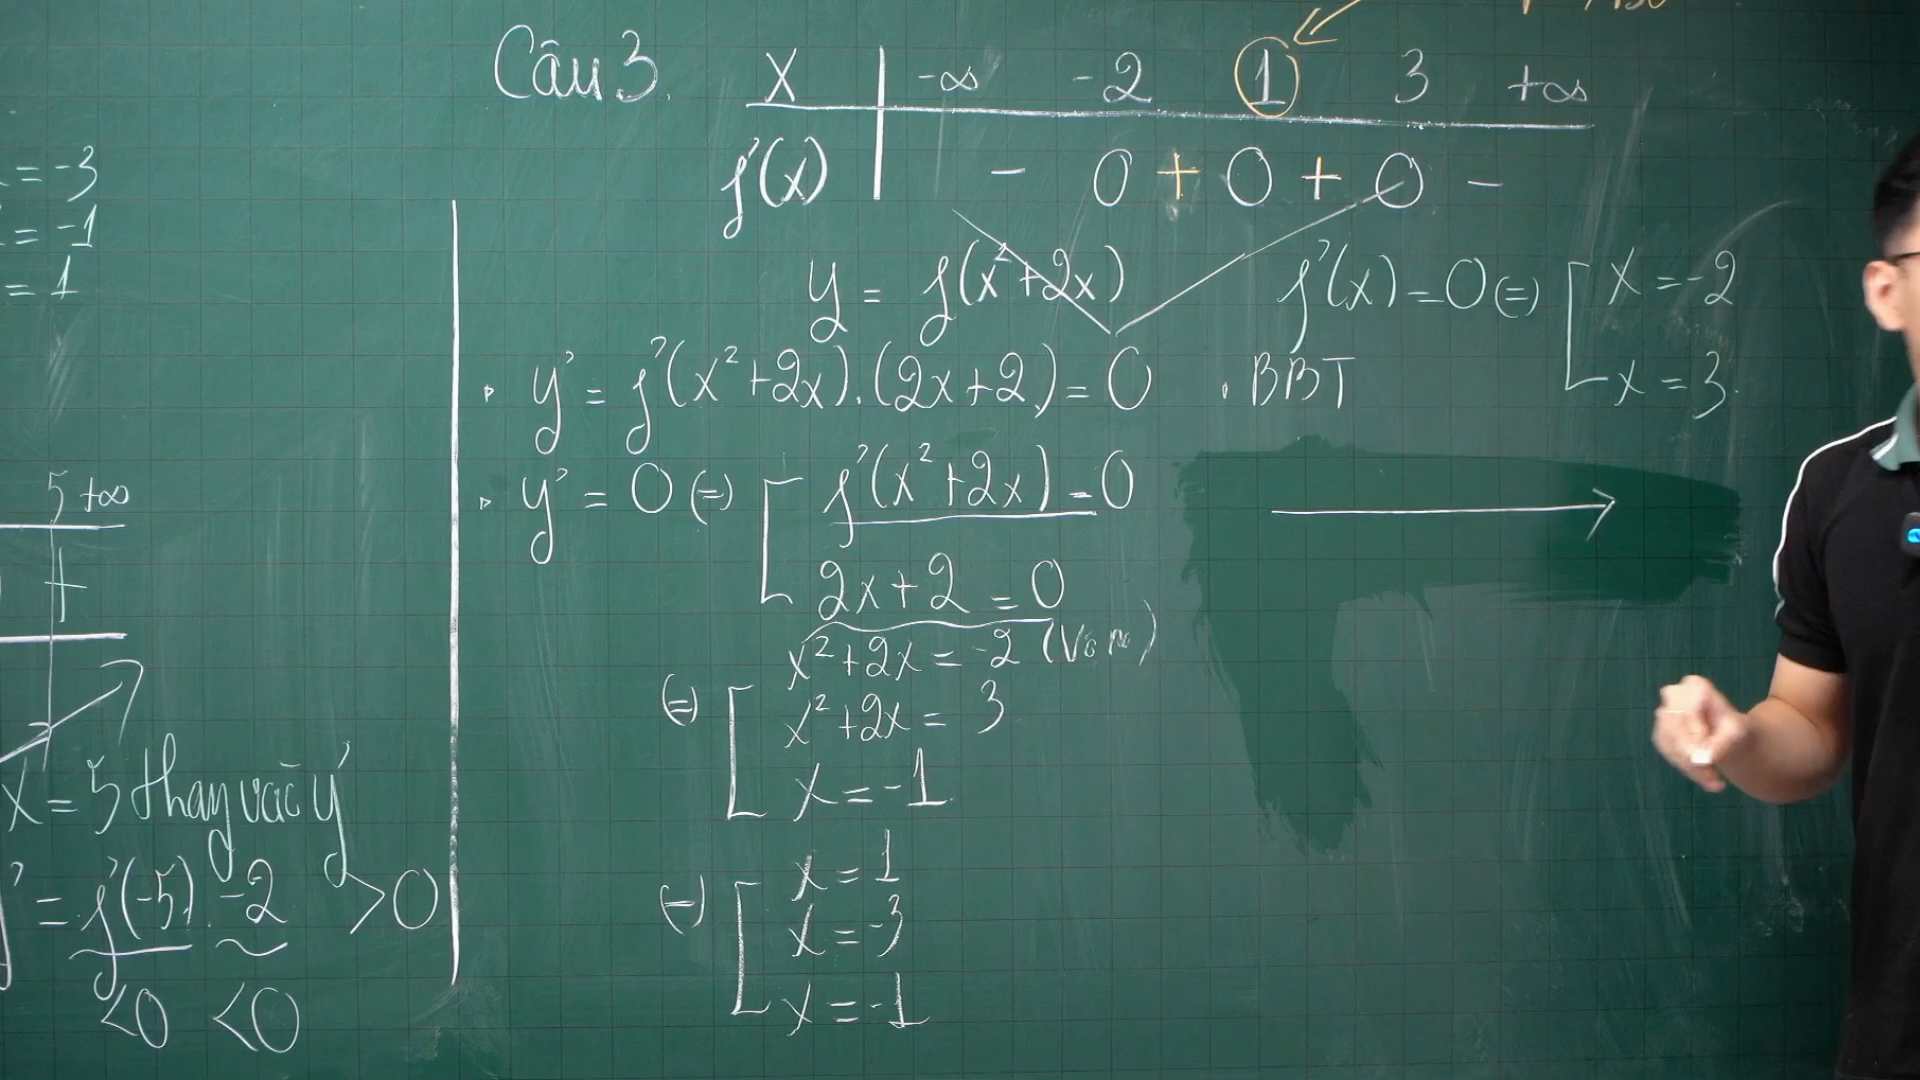 = -3
= -1
= 1
5 +∞
+
x = 5 thay vào y'
' = f'(-5) . -2 > 0
< 0 < 0
Câu 3.
x | -∞ -2 1 3 +∞
f'(x) | - 0 + 0 + 0 -
y = f(x² + 2x)
f'(x) = 0 (=) [ x = -2
x = 3.
• y' = f'(x² + 2x).(2x + 2) = 0
• BBT
• y' = 0 (=) [ f'(x² + 2x) = 0
2x + 2 = 0
x² + 2x = -2 (Vô no)
(=) [ x² + 2x = 3
x = -1
x = 1
(=) [ x = -3
x = -1